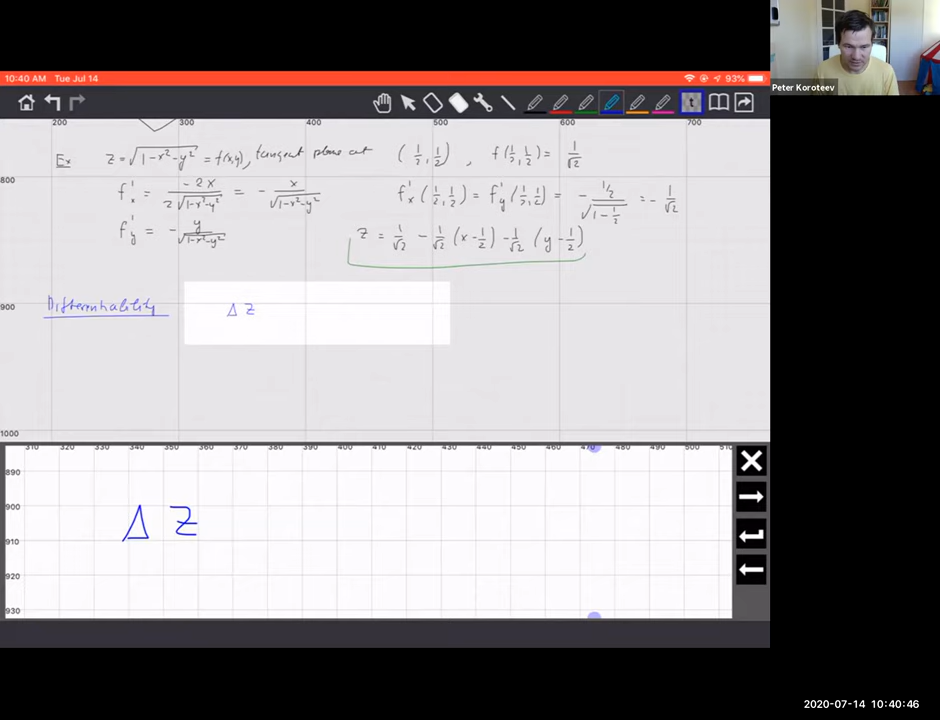 10:40 AM Tue Jul 14
93%
Peter Koroteev
t
200 300 400 500 600 700
Ex z = √(1-x²-y²) = f(x,y), tangent plane at (1/2, 1/2), f(1/2, 1/2) = 1/√2
800
f'x = -2x / 2√(1-x²-y²) = - x/√(1-x²-y²) f'x (1/2, 1/2) = f'y (1/2, 1/2) = - 1/2 / √(1-1/2) = - 1/√2
f'y = - y/√(1-x²-y²) z = 1/√2 - 1/√2 (x - 1/2) - 1/√2 (y - 1/2)
900
Differentiability Δ z
1000
310 320 330 340 350 360 370 380 390 400 410 420 430 440 450 460 470 480 490 500 510
890
900
Δ z
910
920
930
2020-07-14 10:40:46